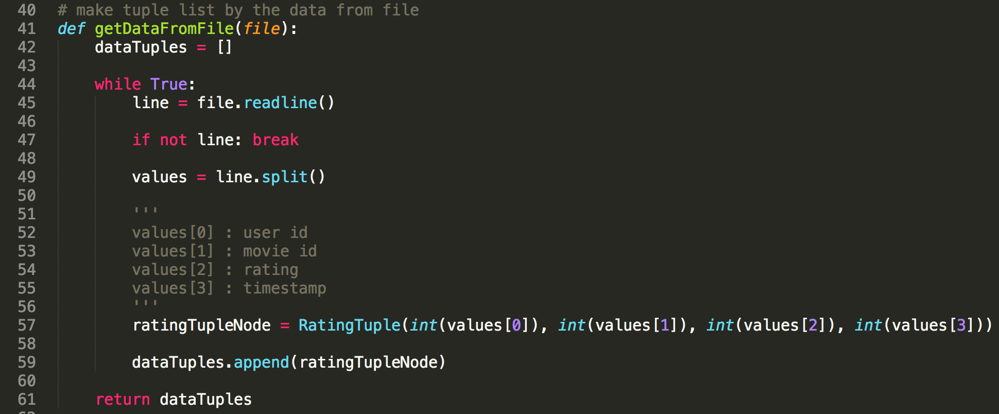 40 # make tuple list by the data from file
41 def getDataFromFile(file):
42     dataTuples = []
43
44     while True:
45         line = file.readline()
46
47         if not line: break
48
49         values = line.split()
50
51         '''
52         values[0] : user id
53         values[1] : movie id
54         values[2] : rating
55         values[3] : timestamp
56         '''
57         ratingTupleNode = RatingTuple(int(values[0]), int(values[1]), int(values[2]), int(values[3]))
58
59         dataTuples.append(ratingTupleNode)
60
61     return dataTuples